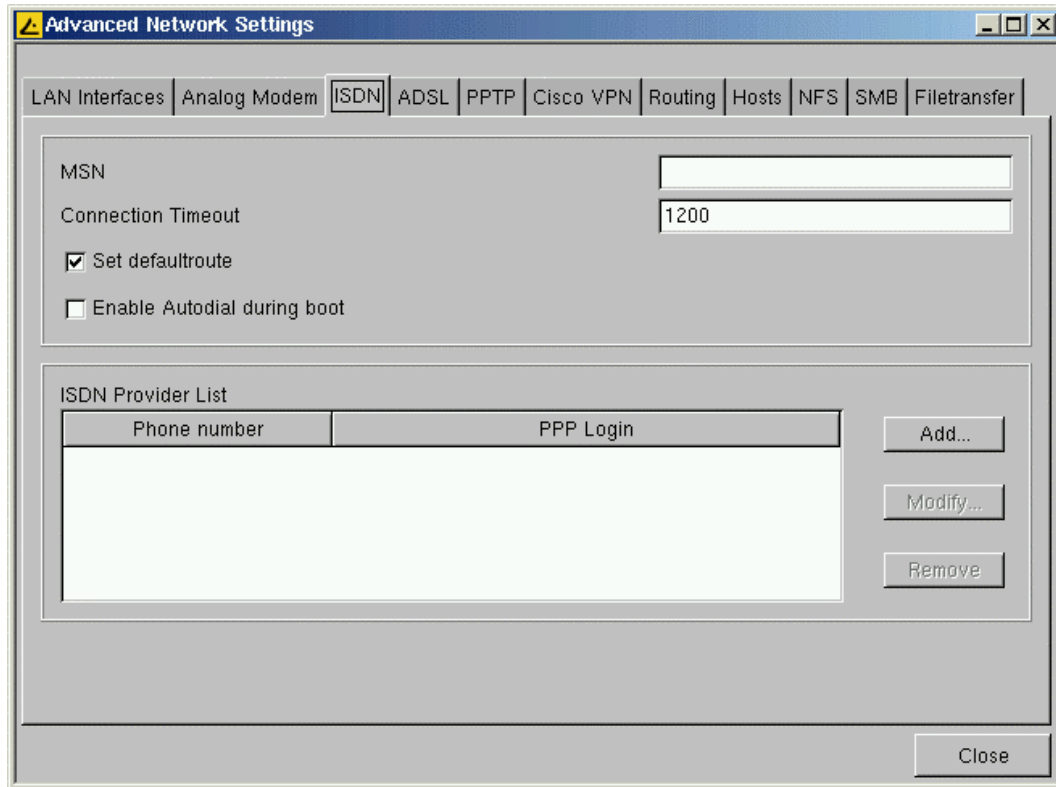 Advanced Network Settings
LAN Interfaces Analog Modem ISDN ADSL PPTP Cisco VPN Routing Hosts NFS SMB Filetransfer
MSN
Connection Timeout 1200
Set defaultroute
Enable Autodial during boot
ISDN Provider List
Phone number PPP Login
Add...
Modify...
Remove
Close